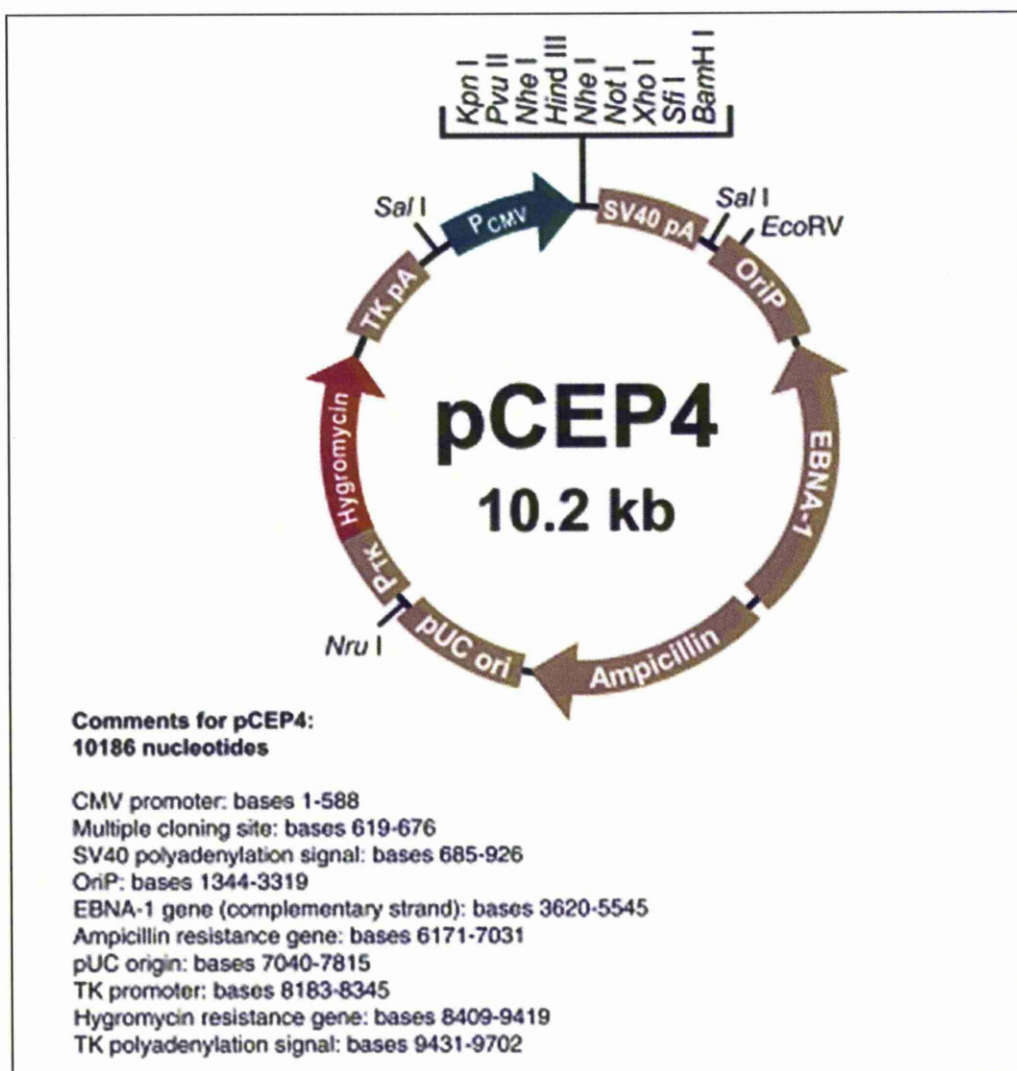 Kpn I
Pvu II
Nhe I
Hind III
Nhe I
Not I
Xho I
Sfi I
BamH I
Sal I
PCMV
SV40 pA
Sal I
EcoRV
OriP
TK pA
pCEP4
10.2 kb
Hygromycin
EBNA-1
PTK
Nru I
pUC ori
Ampicillin
Comments for pCEP4:
10186 nucleotides
CMV promoter: bases 1-588
Multiple cloning site: bases 619-676
SV40 polyadenylation signal: bases 685-926
OriP: bases 1344-3319
EBNA-1 gene (complementary strand): bases 3620-5545
Ampicillin resistance gene: bases 6171-7031
pUC origin: bases 7040-7815
TK promoter: bases 8183-8345
Hygromycin resistance gene: bases 8409-9419
TK polyadenylation signal: bases 9431-9702